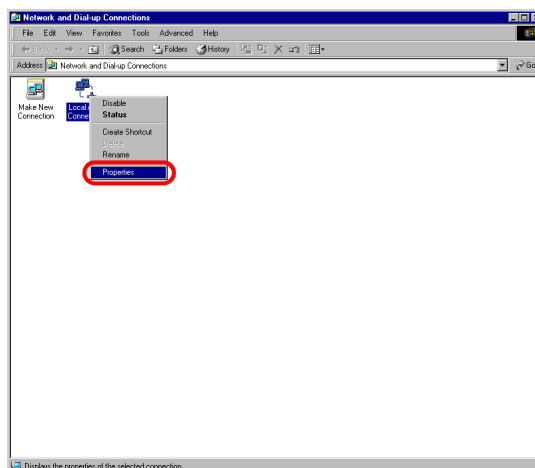 Network and Dial-up Connections
File Edit View Favorites Tools Advanced Help
Back Search Folders History
Address Network and Dial-up Connections Go
Make New Connection
Local
Conne
Disable
Status
Create Shortcut
Delete
Rename
Properties
Displays the properties of the selected connection